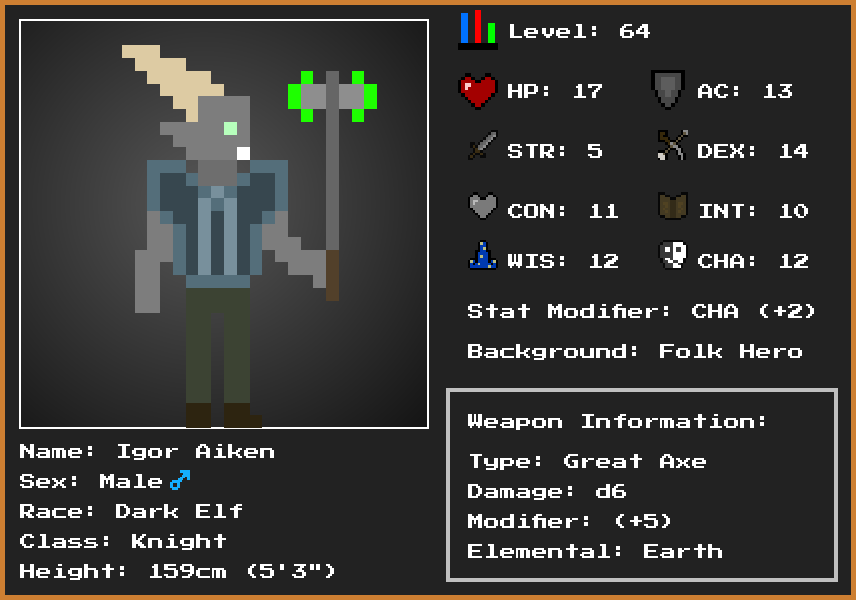 Level: 64
HP: 17
AC: 13
STR: 5
DEX: 14
CON: 11
INT: 10
WIS: 12
CHA: 12
Stat Modifier: CHA (+2)
Background: Folk Hero
Weapon Information:
Type: Great Axe
Damage: d6
Modifier: (+5)
Elemental: Earth
Name: Igor Aiken
Sex: Male♂
Race: Dark Elf
Class: Knight
Height: 159cm (5'3")